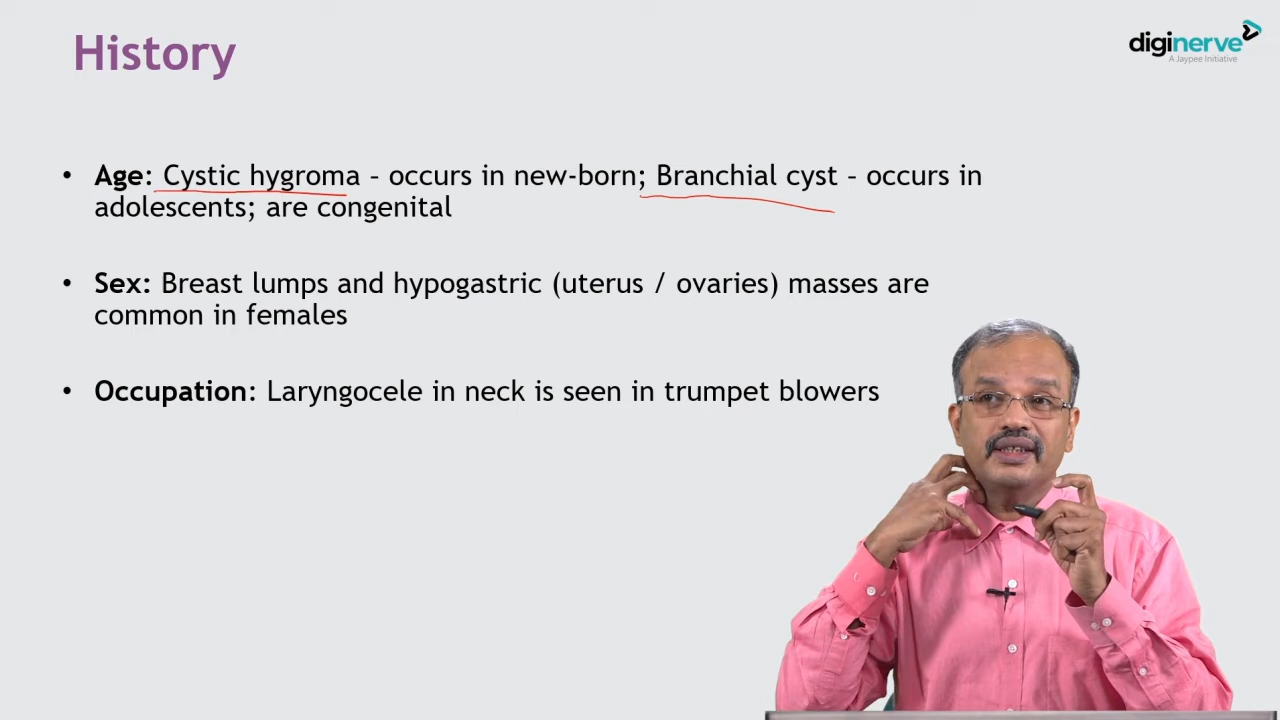 History
diginerve
A Jaypee Initiative
• Age: Cystic hygroma – occurs in new-born; Branchial cyst – occurs in
adolescents; are congenital
• Sex: Breast lumps and hypogastric (uterus / ovaries) masses are
common in females
• Occupation: Laryngocele in neck is seen in trumpet blowers